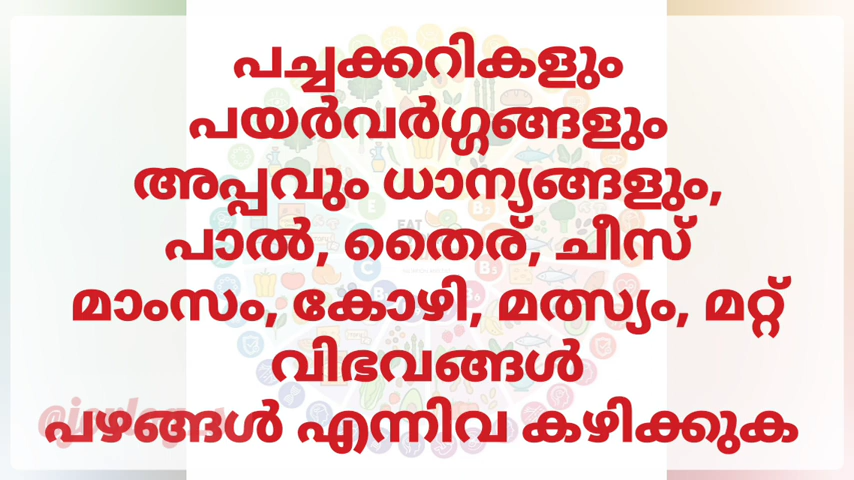 പച്ചക്കറികളും
പയർവർഗ്ഗങ്ങളും
അപ്പവും ധാന്യങ്ങളും,
പാൽ, തൈര്, ചീസ്
മാംസം, കോഴി, മത്സ്യം, മറ്റ്
വിഭവങ്ങൾ
പഴങ്ങൾ എന്നിവ കഴിക്കുക